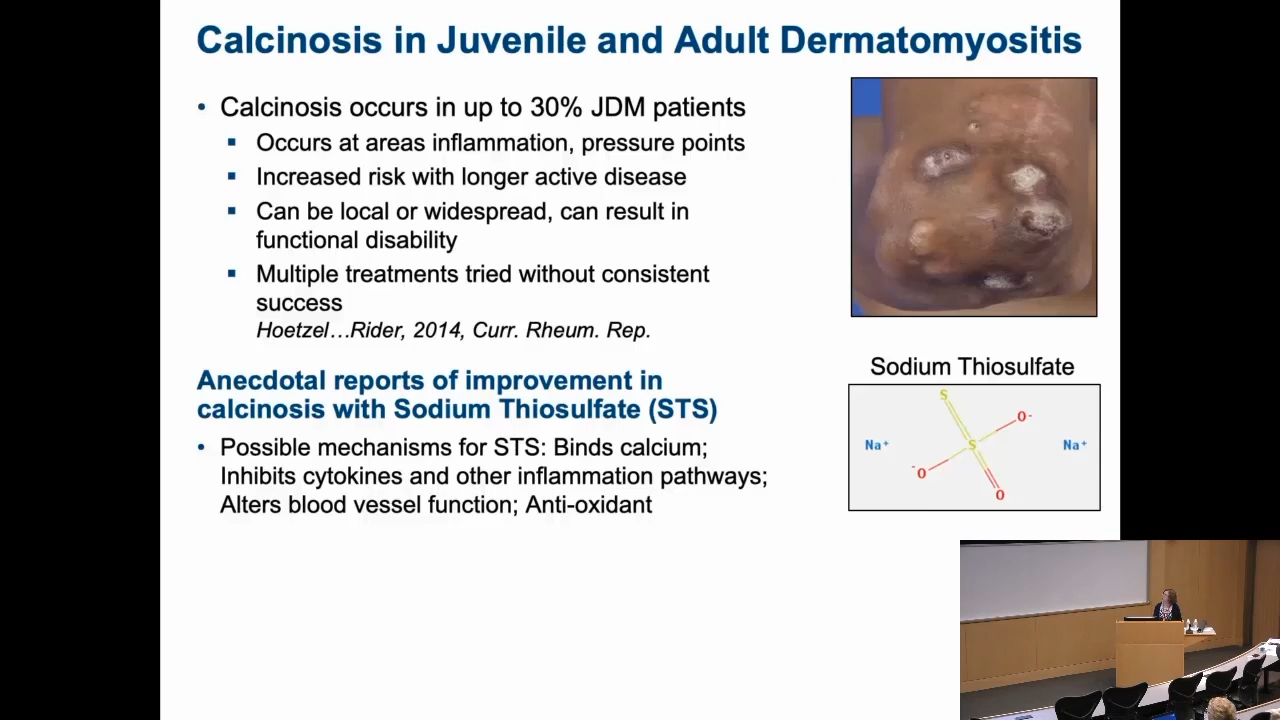 Calcinosis in Juvenile and Adult Dermatomyositis
• Calcinosis occurs in up to 30% JDM patients
▪ Occurs at areas inflammation, pressure points
▪ Increased risk with longer active disease
▪ Can be local or widespread, can result in
functional disability
▪ Multiple treatments tried without consistent
success
Hoetzel…Rider, 2014, Curr. Rheum. Rep.
Anecdotal reports of improvement in
calcinosis with Sodium Thiosulfate (STS)
• Possible mechanisms for STS: Binds calcium;
Inhibits cytokines and other inflammation pathways;
Alters blood vessel function; Anti-oxidant
Sodium Thiosulfate
S
O⁻
Na⁺
S
Na⁺
⁻O
O